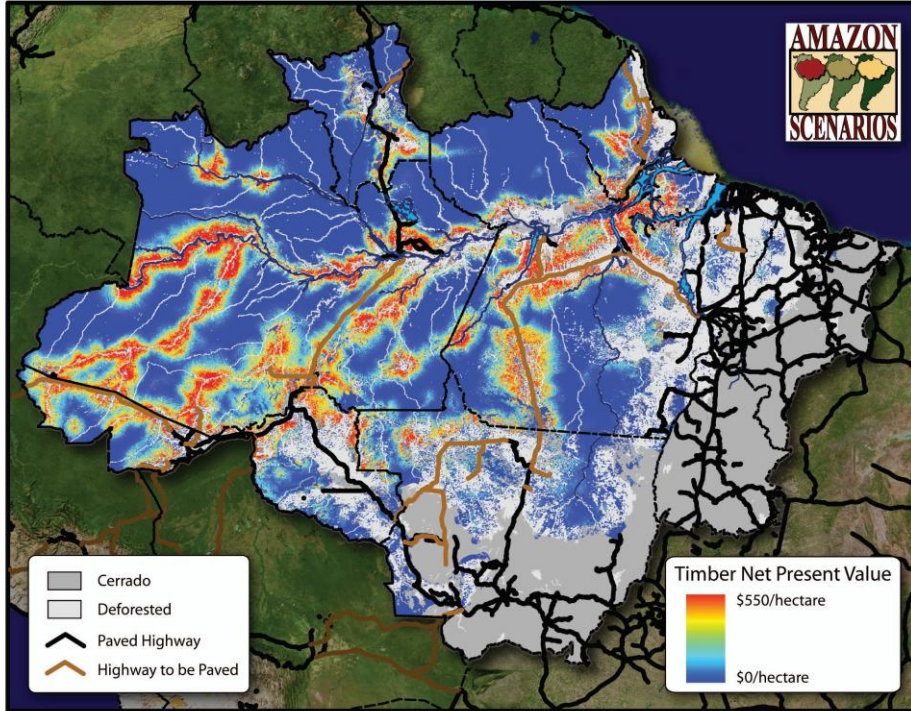 AMAZON
SCENARIOS
Cerrado
Deforested
Paved Highway
Highway to be Paved
Timber Net Present Value
$550/hectare
$0/hectare